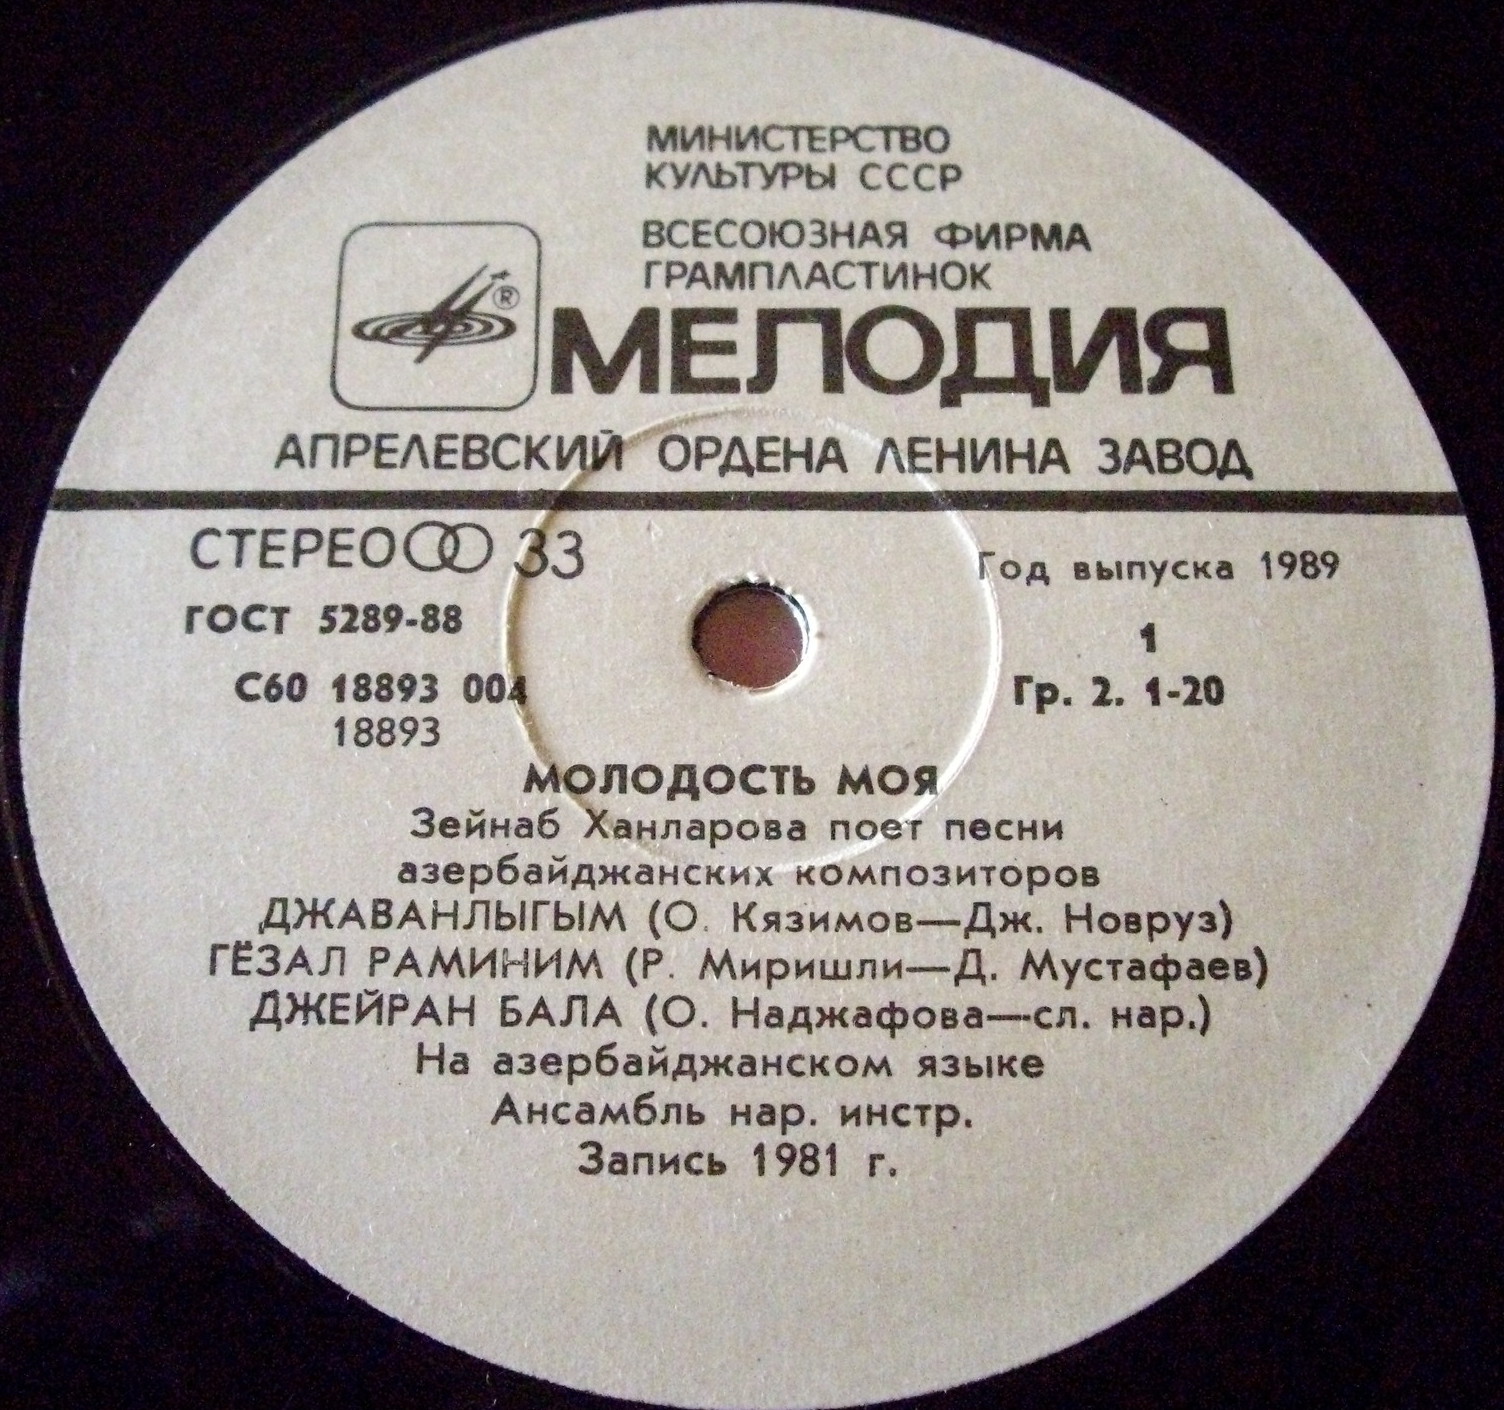 МИНИСТЕРСТВО
КУЛЬТУРЫ СССР
ВСЕСОЮЗНАЯ ФИРМА
ГРАМПЛАСТИНОК
®
МЕЛОДИЯ
АПРЕЛЕВСКИЙ ОРДЕНА ЛЕНИНА ЗАВОД
СТЕРЕО 33
Год выпуска 1989
ГОСТ 5289-88
1
С60 18893 004
Гр. 2. 1-20
18893
МОЛОДОСТЬ МОЯ
Зейнаб Ханларова поет песни
азербайджанских композиторов
ДЖАВАНЛЫГЫМ (О. Кязимов—Дж. Новруз)
ГЁЗАЛ РАМИНИМ (Р. Миришли—Д. Мустафаев)
ДЖЕЙРАН БАЛА (О. Наджафова—сл. нар.)
На азербайджанском языке
Ансамбль нар. инстр.
Запись 1981 г.